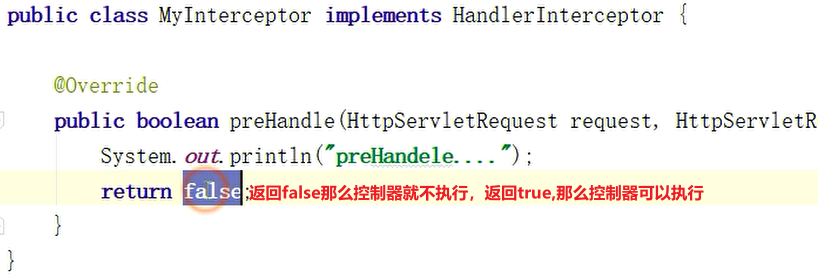 public class MyInterceptor implements HandlerInterceptor {
@Override
public boolean preHandle(HttpServletRequest request, HttpServletR
System.out.println("preHandele....");
return false;返回false那么控制器就不执行，返回true,那么控制器可以执行
}
}